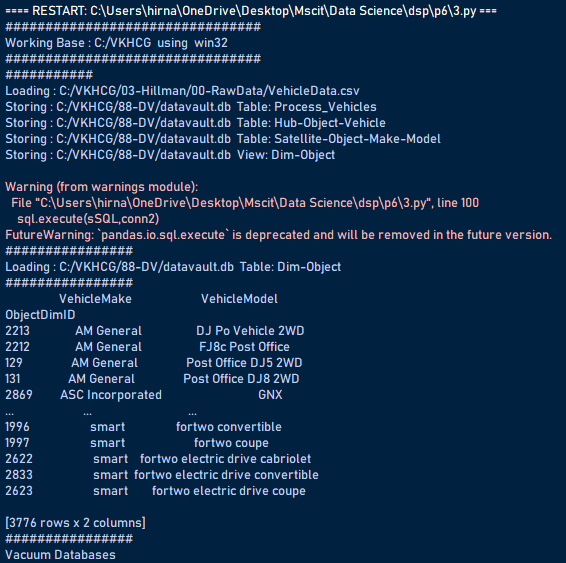 ==== RESTART: C:\Users\hirna\OneDrive\Desktop\Mscit\Data Science\dsp\p6\3.py ===
################################
Working Base : C:/VKHCG  using  win32
################################
###########
Loading : C:/VKHCG/03-Hillman/00-RawData/VehicleData.csv
Storing : C:/VKHCG/88-DV/datavault.db  Table: Process_Vehicles
Storing : C:/VKHCG/88-DV/datavault.db  Table: Hub-Object-Vehicle
Storing : C:/VKHCG/88-DV/datavault.db  Table: Satellite-Object-Make-Model
Storing : C:/VKHCG/88-DV/datavault.db  View: Dim-Object
Warning (from warnings module):
File "C:\Users\hirna\OneDrive\Desktop\Mscit\Data Science\dsp\p6\3.py", line 100
sql.execute(sSQL,conn2)
FutureWarning: `pandas.io.sql.execute` is deprecated and will be removed in the future version.
################
Loading : C:/VKHCG/88-DV/datavault.db  Table: Dim-Object
################
VehicleMake VehicleModel
ObjectDimID
2213 AM General DJ Po Vehicle 2WD
2212 AM General FJ8c Post Office
129 AM General Post Office DJ5 2WD
131 AM General Post Office DJ8 2WD
2869 ASC Incorporated GNX
... ... ...
1996 smart fortwo convertible
1997 smart fortwo coupe
2622 smart fortwo electric drive cabriolet
2833 smart fortwo electric drive convertible
2623 smart fortwo electric drive coupe
[3776 rows x 2 columns]
################
Vacuum Databases